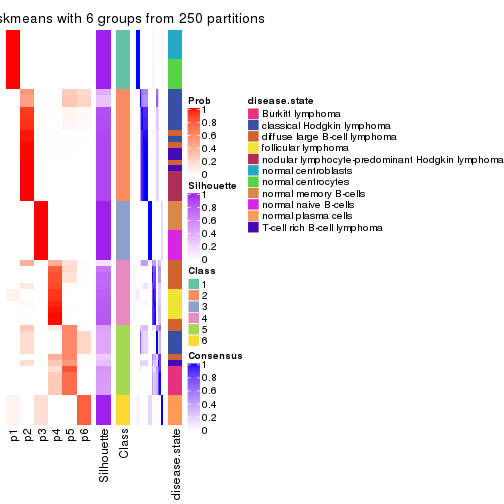 skmeans with 6 groups from 250 partitions
Prob
1
0.8
0.6
0.4
0.2
0
Silhouette
1
0.8
0.6
0.4
0.2
0
Class
1
2
3
4
5
6
Consensus
1
0.8
0.6
0.4
0.2
0
disease.state
Burkitt lymphoma
classical Hodgkin lymphoma
diffuse large B-cell lymphoma
follicular lymphoma
nodular lymphocyte-predominant Hodgkin lymphoma
normal centroblasts
normal centrocytes
normal memory B-cells
normal naive B-cells
normal plasma cells
T-cell rich B-cell lymphoma
p1
p2
p3
p4
p5
p6
Silhouette
Class
disease.state